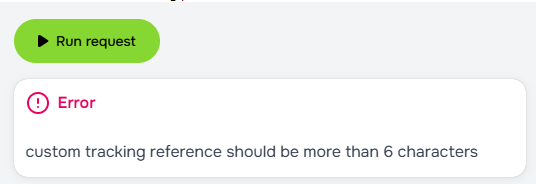 Run request
Error
custom tracking reference should be more than 6 characters